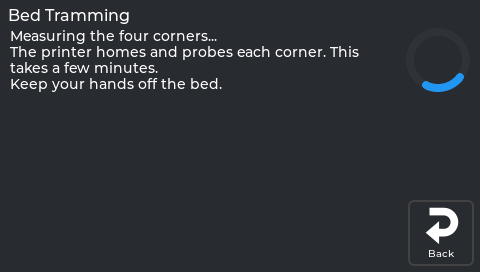 Bed Tramming
Measuring the four corners...
The printer homes and probes each corner. This
takes a few minutes.
Keep your hands off the bed.
Back